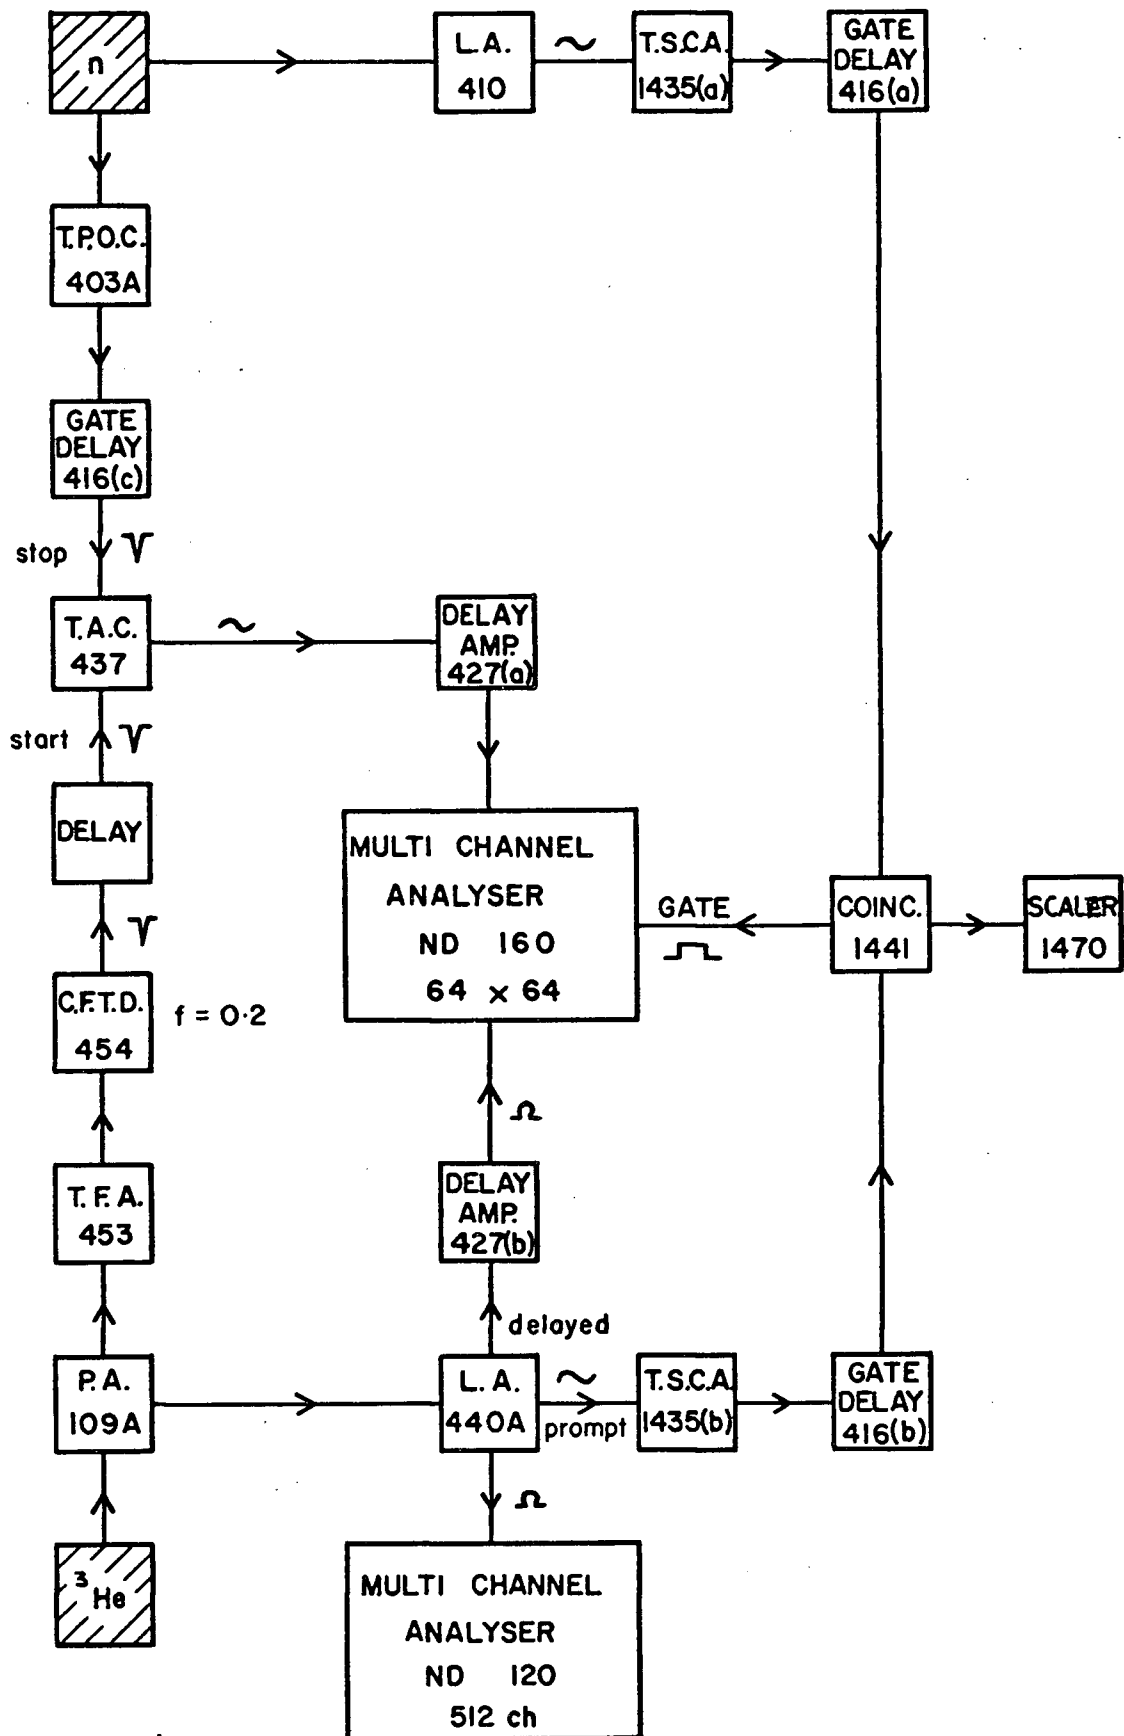 n
L.A.
410
T.S.C.A.
1435(a)
GATE
DELAY
416(a)
T.P.O.C.
403A
GATE
DELAY
416(c)
stop
T.A.C.
437
DELAY
AMP.
427(a)
start
DELAY
MULTI CHANNEL
ANALYSER
ND 160
64 × 64
GATE
COINC.
1441
SCALER
1470
C.F.T.D.
454
f = 0·2
T.F.A.
453
DELAY
AMP.
427(b)
delayed
P.A.
109A
L.A.
440A
prompt
T.S.C.A.
1435(b)
GATE
DELAY
416(b)
³He
MULTI CHANNEL
ANALYSER
ND 120
512 ch